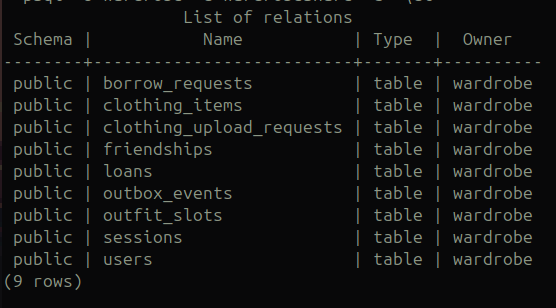 List of relations
Schema | Name | Type | Owner
--------+-------------------------+-------+----------
public | borrow_requests | table | wardrobe
public | clothing_items | table | wardrobe
public | clothing_upload_requests | table | wardrobe
public | friendships | table | wardrobe
public | loans | table | wardrobe
public | outbox_events | table | wardrobe
public | outfit_slots | table | wardrobe
public | sessions | table | wardrobe
public | users | table | wardrobe
(9 rows)